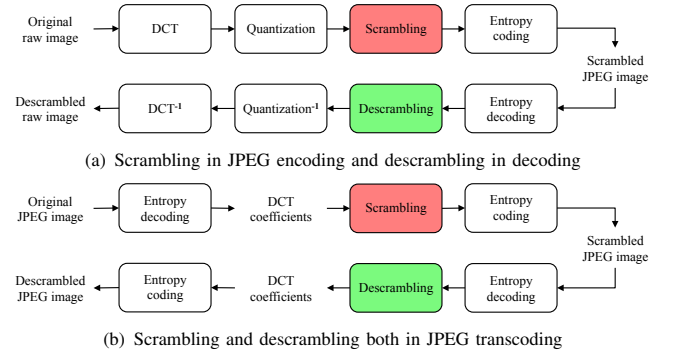 Original
raw image
DCT
Quantization
Scrambling
Entropy
coding
Scrambled
JPEG image
Descrambled
raw image
DCT-1
Quantization-1
Descrambling
Entropy
decoding
(a) Scrambling in JPEG encoding and descrambling in decoding
Original
JPEG image
Entropy
decoding
DCT
coefficients
Scrambling
Entropy
coding
Scrambled
JPEG image
Descrambled
JPEG image
Entropy
coding
DCT
coefficients
Descrambling
Entropy
decoding
(b) Scrambling and descrambling both in JPEG transcoding